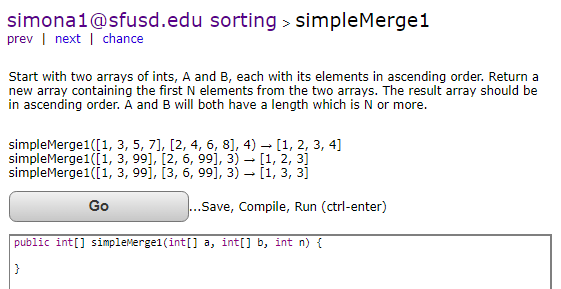 simona1@sfusd.edu sorting > simpleMerge1
prev | next | chance
Start with two arrays of ints, A and B, each with its elements in ascending order. Return a
new array containing the first N elements from the two arrays. The result array should be
in ascending order. A and B will both have a length which is N or more.
simpleMerge1([1, 3, 5, 7], [2, 4, 6, 8], 4) → [1, 2, 3, 4]
simpleMerge1([1, 3, 99], [2, 6, 99], 3) → [1, 2, 3]
simpleMerge1([1, 3, 99], [3, 6, 99], 3) → [1, 3, 3]
Go ...Save, Compile, Run (ctrl-enter)
public int[] simpleMerge1(int[] a, int[] b, int n) {
}